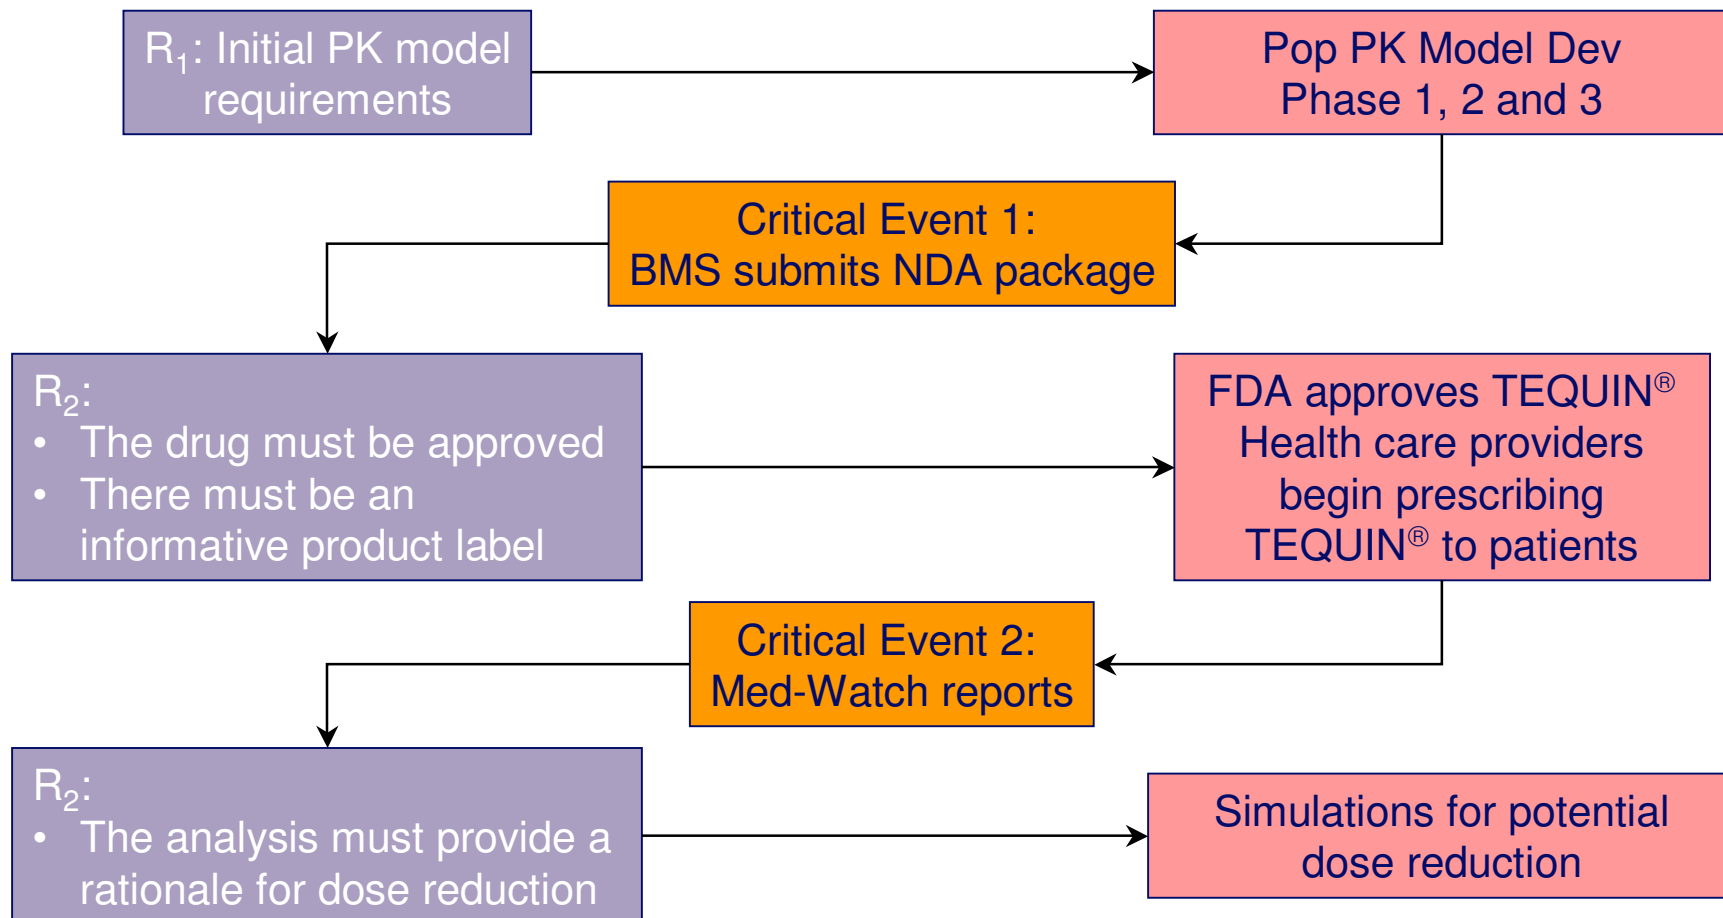 R₁: Initial PK model
requirements
Pop PK Model Dev
Phase 1, 2 and 3
Critical Event 1:
BMS submits NDA package
R₂:
• The drug must be approved
• There must be an
informative product label
FDA approves TEQUIN®
Health care providers
begin prescribing
TEQUIN® to patients
Critical Event 2:
Med-Watch reports
R₂:
• The analysis must provide a
rationale for dose reduction
Simulations for potential
dose reduction